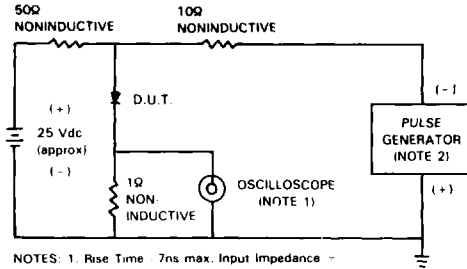 50Ω
NONINDUCTIVE
10Ω
NONINDUCTIVE
D.U.T.
(+)
25 Vdc
(approx)
(-)
1Ω
NON-
INDUCTIVE
OSCILLOSCOPE
(NOTE 1)
(-)
PULSE
GENERATOR
(NOTE 2)
(+)
NOTES: 1. Rise Time - 7ns max. Input Impedance =